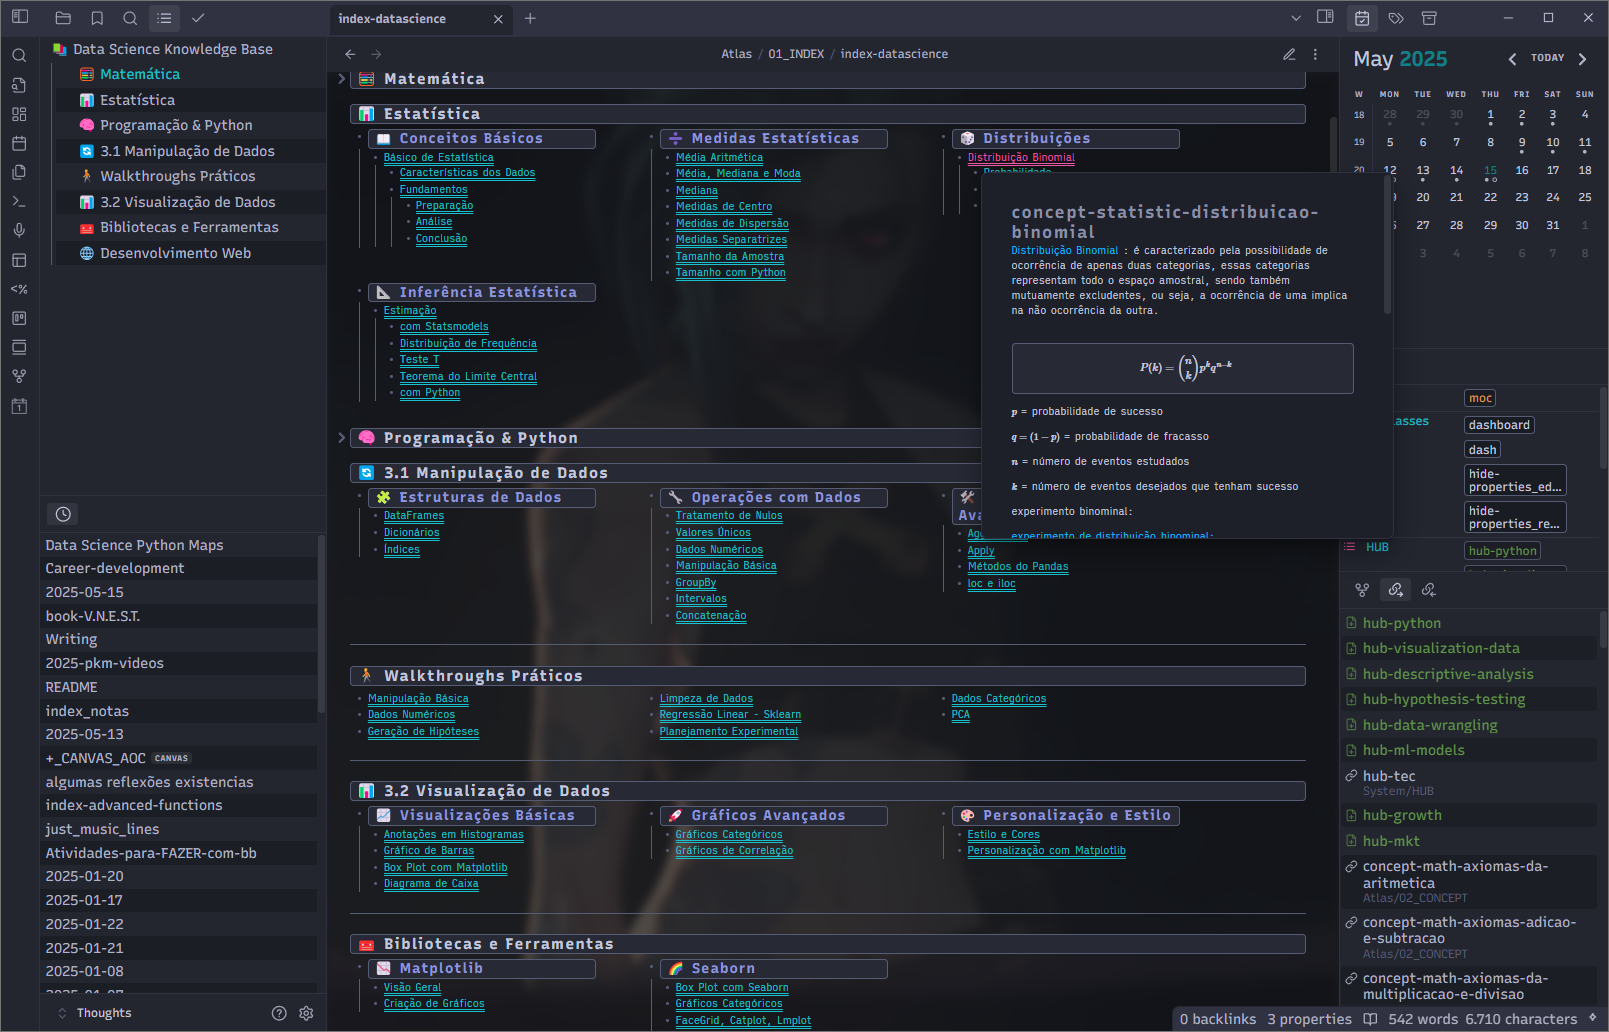 index-datascience
Data Science Knowledge Base
Matemática
Estatística
Programação & Python
3.1 Manipulação de Dados
Walkthroughs Práticos
3.2 Visualização de Dados
Bibliotecas e Ferramentas
Desenvolvimento Web
Data Science Python Maps
Career-development
2025-05-15
book-V.N.E.S.T.
Writing
2025-pkm-videos
README
index_notas
2025-05-13
+_CANVAS_AOC CANVAS
algumas reflexões existencias
index-advanced-functions
just_music_lines
Atividades-para-FAZER-com-bb
2025-01-20
2025-01-17
2025-01-22
2025-01-21
2025-01-08
Thoughts
Atlas / 01_INDEX / index-datascience
Matemática
Estatística
Conceitos Básicos
Básico de Estatística
Características dos Dados
Fundamentos
Preparação
Análise
Conclusão
Medidas Estatísticas
Média Aritmética
Média, Mediana e Moda
Mediana
Medidas de Centro
Medidas de Dispersão
Medidas Separatrizes
Tamanho da Amostra
Tamanho com Python
Distribuições
Distribuição Binomial
Inferência Estatística
Estimação
com Statsmodels
Distribuição de Frequência
Teste T
Teorema do Limite Central
com Python
concept-statistic-distribuicao-
binomial
Distribuição Binomial : é caracterizado pela possibilidade de
ocorrência de apenas duas categorias, essas categorias
representam todo o espaço amostral, sendo também
mutuamente excludentes, ou seja, a ocorrência de uma implica
na não ocorrência da outra.
P(k) = (n k) p^k q^{n-k}
p = probabilidade de sucesso
q = (1 − p) = probabilidade de fracasso
n = número de eventos estudados
k = número de eventos desejados que tenham sucesso
experimento binominal:
experimento de distribuição binominal:
Programação & Python
3.1 Manipulação de Dados
Estruturas de Dados
DataFrames
Dicionários
Índices
Operações com Dados
Tratamento de Nulos
Valores Únicos
Dados Numéricos
Manipulação Básica
GroupBy
Intervalos
Concatenação
Apply
Métodos do Pandas
loc e iloc
Walkthroughs Práticos
Manipulação Básica
Dados Numéricos
Geração de Hipóteses
Limpeza de Dados
Regressão Linear - Sklearn
Planejamento Experimental
Dados Categóricos
PCA
3.2 Visualização de Dados
Visualizações Básicas
Anotações em Histogramas
Gráfico de Barras
Box Plot com Matplotlib
Diagrama de Caixa
Gráficos Avançados
Gráficos Categóricos
Gráficos de Correlação
Personalização e Estilo
Estilo e Cores
Personalização com Matplotlib
Bibliotecas e Ferramentas
Matplotlib
Visão Geral
Criação de Gráficos
Seaborn
Box Plot com Seaborn
Gráficos Categóricos
FaceGrid, Catplot, Lmplot
May 2025
TODAY
W MON TUE WED THU FRI SAT SUN
18 28 29 30 1 2 3 4
19 5 6 7 8 9 10 11
20 12 13 14 15 16 17 18
20 21 22 23 24 25
27 28 29 30 31 1
3 4 5 6 7 8
moc
asses
dashboard
dash
hide-
properties_ed...
hide-
properties_re...
HUB
hub-python
hub-python
hub-visualization-data
hub-descriptive-analysis
hub-hypothesis-testing
hub-data-wrangling
hub-ml-models
hub-tec
System/HUB
hub-growth
hub-mkt
concept-math-axiomas-da-
aritmetica
Atlas/02_CONCEPT
concept-math-axiomas-adicao-
e-subtracao
Atlas/02_CONCEPT
concept-math-axiomas-da-
multiplicacao-e-divisao
0 backlinks 3 properties 542 words 6.710 characters